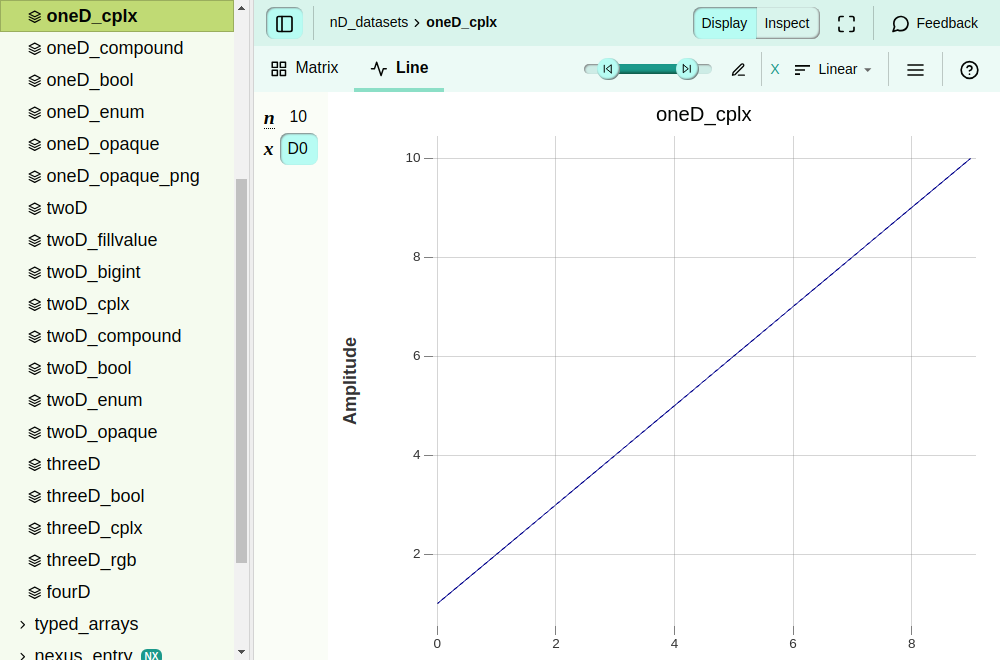 oneD_cplx
oneD_compound
oneD_bool
oneD_enum
oneD_opaque
oneD_opaque_png
twoD
twoD_fillvalue
twoD_bigint
twoD_cplx
twoD_compound
twoD_bool
twoD_enum
twoD_opaque
threeD
threeD_bool
threeD_cplx
threeD_rgb
fourD
typed_arrays
nexus_entry NX
nD_datasets › oneD_cplx
Display Inspect Feedback
Matrix Line X Linear
n 10
x D0
oneD_cplx
Amplitude
10
8
6
4
2
0 2 4 6 8